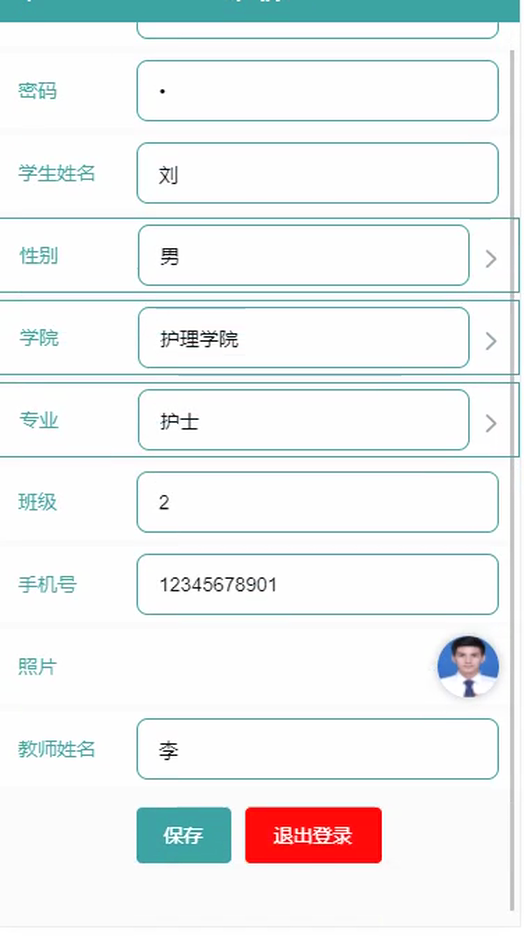 密码 •
学生姓名 刘
性别 男
学院 护理学院
专业 护士
班级 2
手机号 12345678901
照片
教师姓名 李
保存 退出登录